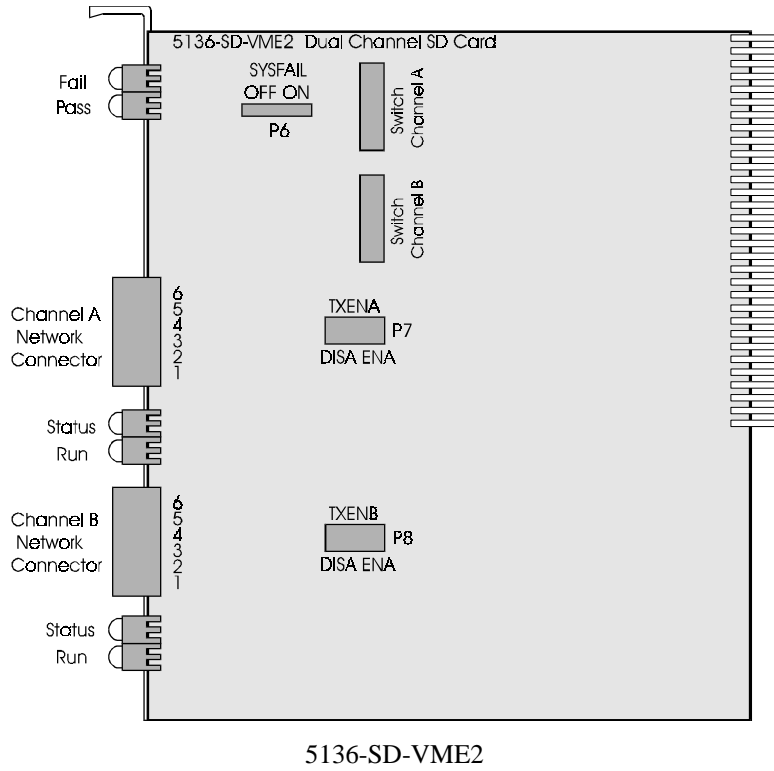 5136-SD-VME2 Dual Channel SD Card
Fail
Pass
SYSFAIL
OFF ON
P6
Switch
Channel A
Switch
Channel B
Channel A
Network
Connector
6
5
4
3
2
1
TXENA
P7
DISA ENA
Status
Run
Channel B
Network
Connector
6
5
4
3
2
1
TXENB
P8
DISA ENA
Status
Run
5136-SD-VME2